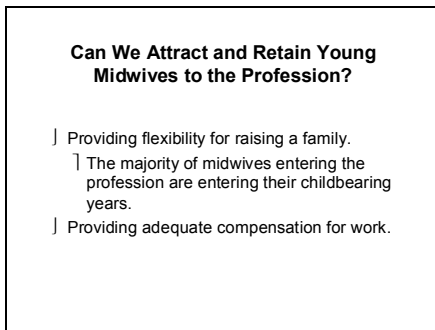 Can We Attract and Retain Young
Midwives to the Profession?
⌡ Providing flexibility for raising a family.
⌉ The majority of midwives entering the
profession are entering their childbearing
years.
⌡ Providing adequate compensation for work.